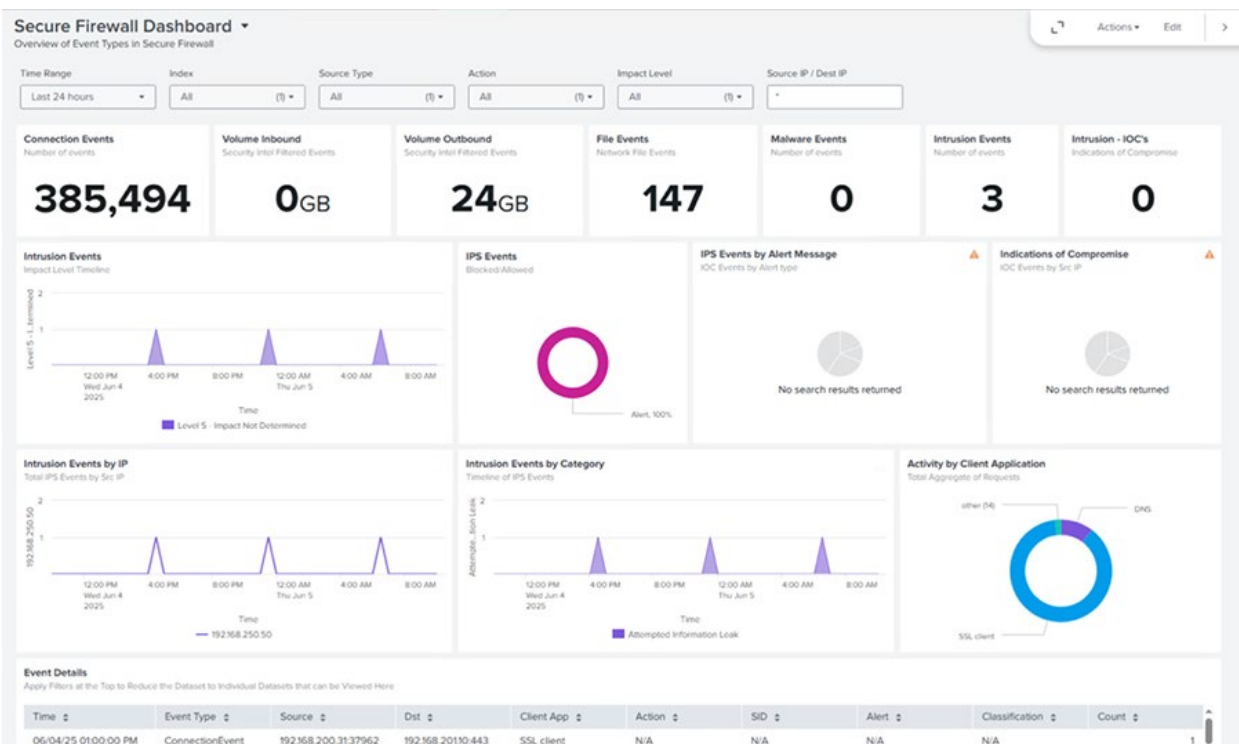 Secure Firewall Dashboard
Overview of Event Types in Secure Firewall
Actions
Edit
Time Range
Index
Source Type
Action
Impact Level
Source IP / Dest IP
Last 24 hours
All (1)
All (1)
All (1)
All (1)
*
Connection Events
Number of events
385,494
Volume Inbound
Security Intel Filtered Events
0GB
Volume Outbound
Security Intel Filtered Events
24GB
File Events
Network File Events
147
Malware Events
Number of events
0
Intrusion Events
Number of events
3
Intrusion - IOC's
Indications of Compromise
0
Intrusion Events
Impact Level Timeline
Level 5 - I...termined
2
1
12:00 PM
Wed Jun 4
2025
4:00 PM
8:00 PM
12:00 AM
Thu Jun 5
4:00 AM
8:00 AM
Time
Level 5 - Impact Not Determined
IPS Events
Blocked/Allowed
Alert, 100%
IPS Events by Alert Message
IOC Events by Alert type
No search results returned
Indications of Compromise
IOC Events by Src IP
No search results returned
Intrusion Events by IP
Total IPS Events by Src IP
192.168.250.50
2
1
12:00 PM
Wed Jun 4
2025
4:00 PM
8:00 PM
12:00 AM
Thu Jun 5
4:00 AM
8:00 AM
Time
192.168.250.50
Intrusion Events by Category
Timeline of IPS Events
Attempte...tion Leak
2
1
12:00 PM
Wed Jun 4
2025
4:00 PM
8:00 PM
12:00 AM
Thu Jun 5
4:00 AM
8:00 AM
Time
Attempted Information Leak
Activity by Client Application
Total Aggregate of Requests
other (14)
DNS
SSL client
Event Details
Apply Filters at the Top to Reduce the Dataset to Individual Datasets that can be Viewed Here
Time Event Type Source Dst Client App Action SID Alert Classification Count
06/04/25 01:00:00 PM ConnectionEvent 192.168.200.31:37962 192.168.201.10:443 SSL client N/A N/A N/A N/A 1